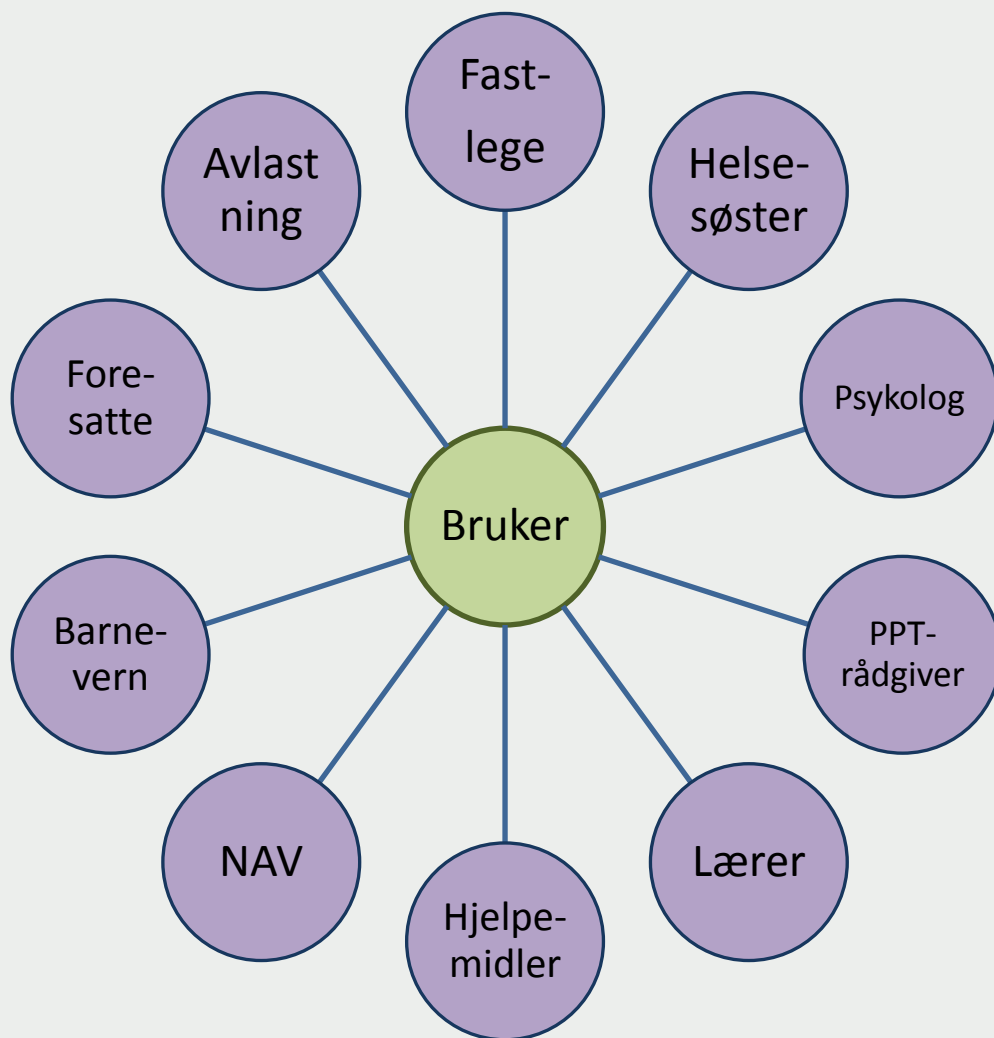 Fast-
lege
Helse-
søster
Psykolog
PPT-
rådgiver
Lærer
Hjelpe-
midler
NAV
Barne-
vern
Fore-
satte
Avlast
ning
Bruker